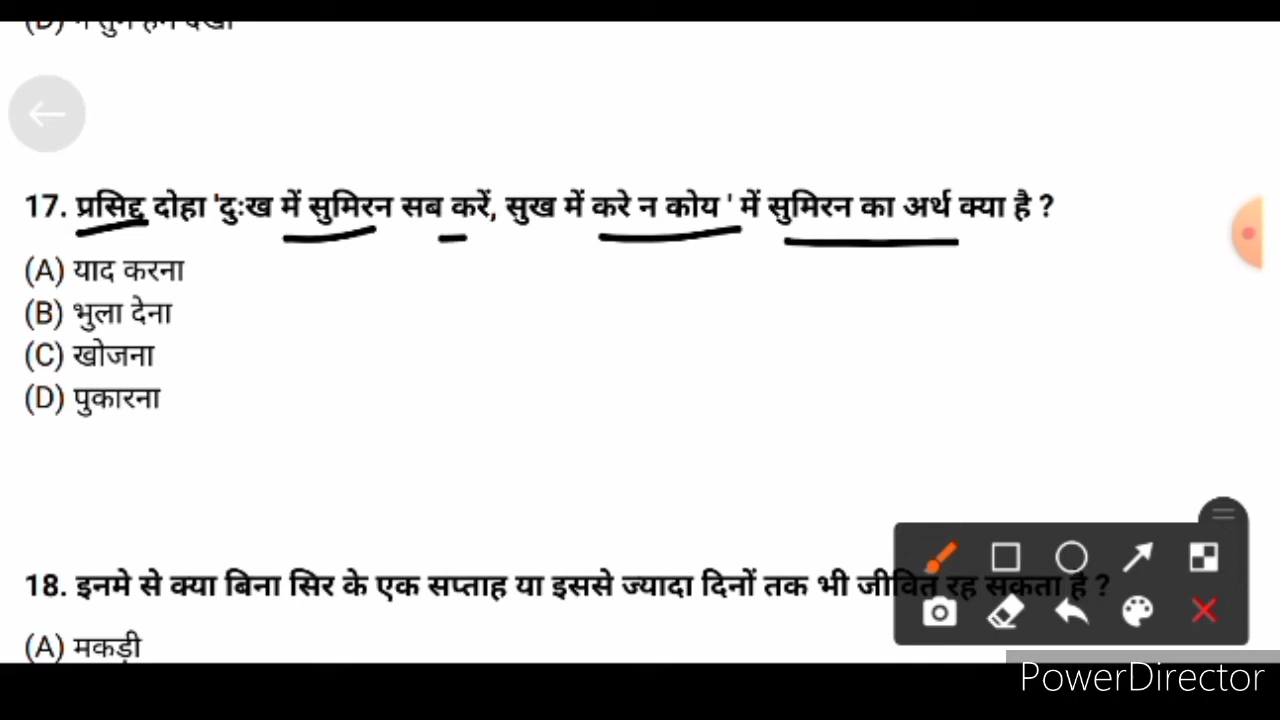 17. प्रसिद्द दोहा 'दुःख में सुमिरन सब करें, सुख में करे न कोय ' में सुमिरन का अर्थ क्या है ?
(A) याद करना
(B) भुला देना
(C) खोजना
(D) पुकारना
18. इनमे से क्या बिना सिर के एक सप्ताह या इससे ज्यादा दिनों तक भी जीवित रह सकता है ?
(A) मकड़ी
PowerDirector